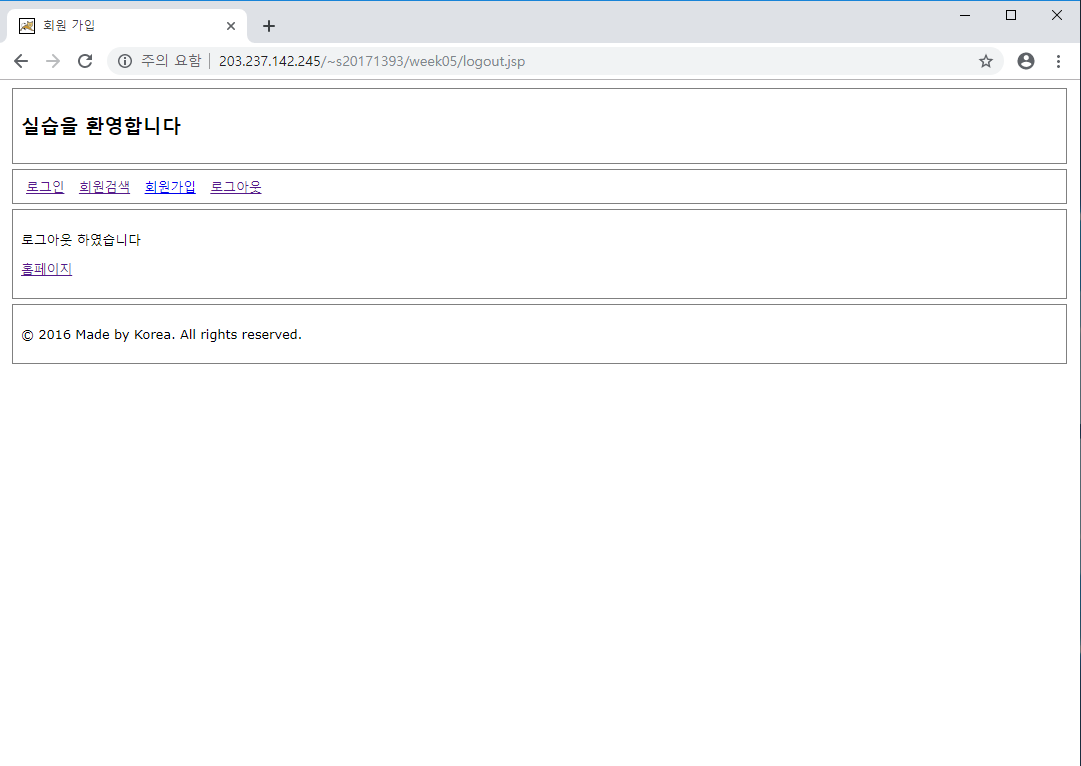 회원 가입
주의 요함 | 203.237.142.245/~s20171393/week05/logout.jsp
실습을 환영합니다
로그인 회원검색 회원가입 로그아웃
로그아웃 하였습니다
홈페이지
© 2016 Made by Korea. All rights reserved.